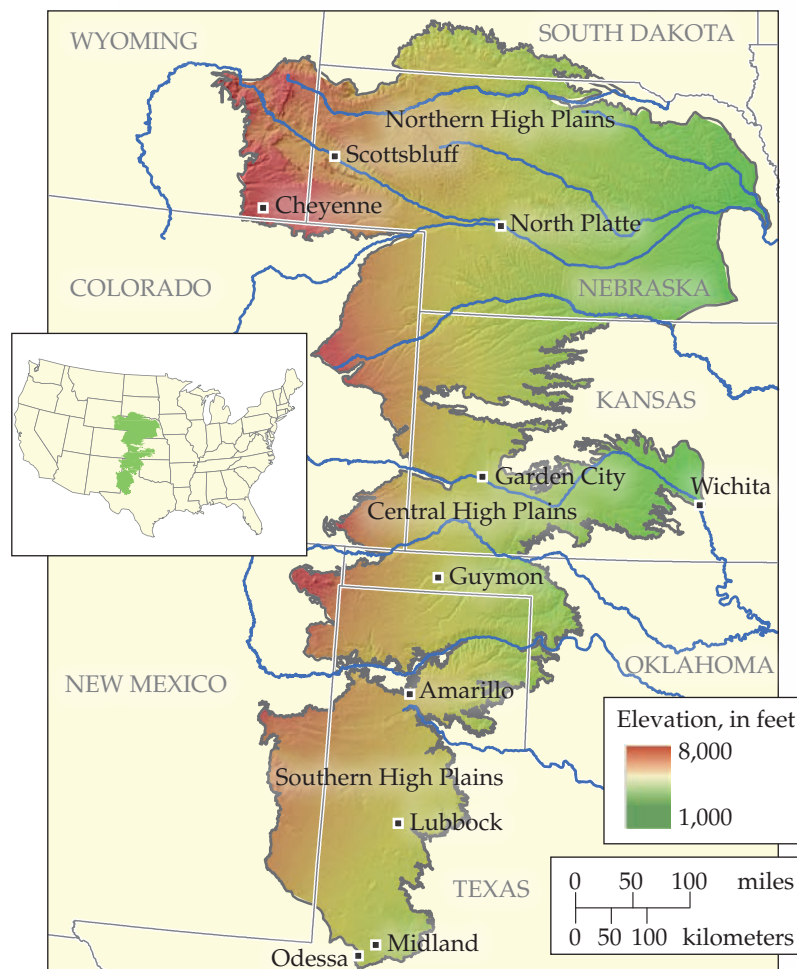 WYOMING
SOUTH DAKOTA
Northern High Plains
Scottsbluff
Cheyenne
North Platte
COLORADO
NEBRASKA
KANSAS
Garden City
Wichita
Central High Plains
Guymon
OKLAHOMA
NEW MEXICO
Amarillo
Elevation, in feet
8,000
1,000
Southern High Plains
Lubbock
TEXAS
0 50 100 miles
0 50 100 kilometers
Midland
Odessa